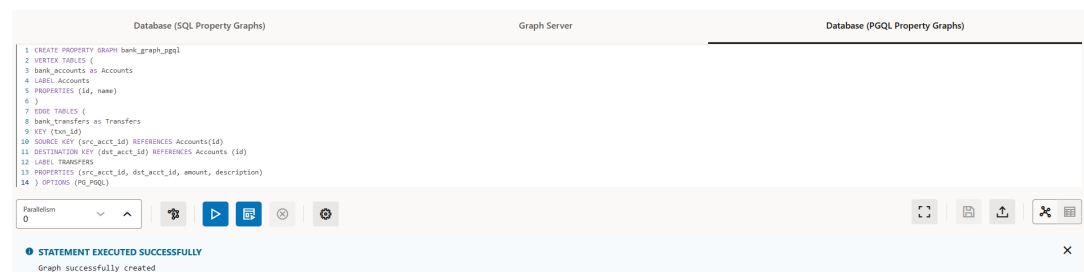 Database (SQL Property Graphs) Graph Server Database (PGQL Property Graphs)
1 CREATE PROPERTY GRAPH bank_graph_pgql
2 VERTEX TABLES (
3 bank_accounts as Accounts
4 LABEL Accounts
5 PROPERTIES (id, name)
6 )
7 EDGE TABLES (
8 bank_transfers as Transfers
9 KEY (txn_id)
10 SOURCE KEY (src_acct_id) REFERENCES Accounts(id)
11 DESTINATION KEY (dst_acct_id) REFERENCES Accounts (id)
12 LABEL TRANSFERS
13 PROPERTIES (src_acct_id, dst_acct_id, amount, description)
14 ) OPTIONS (PG_PGQL)
Parallelism
0
STATEMENT EXECUTED SUCCESSFULLY
Graph successfully created